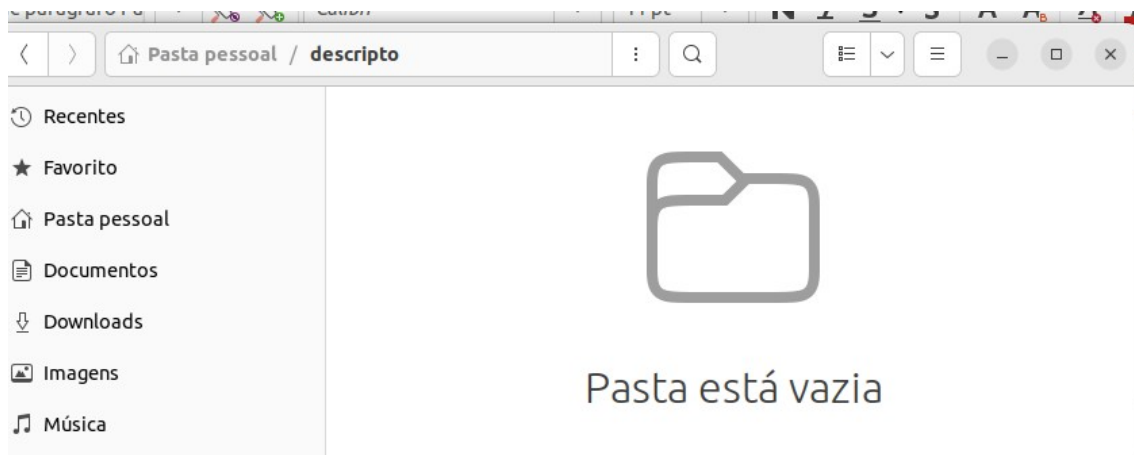 Pasta pessoal / descripto
Recentes
Favorito
Pasta pessoal
Documentos
Downloads
Imagens
Música
Pasta está vazia